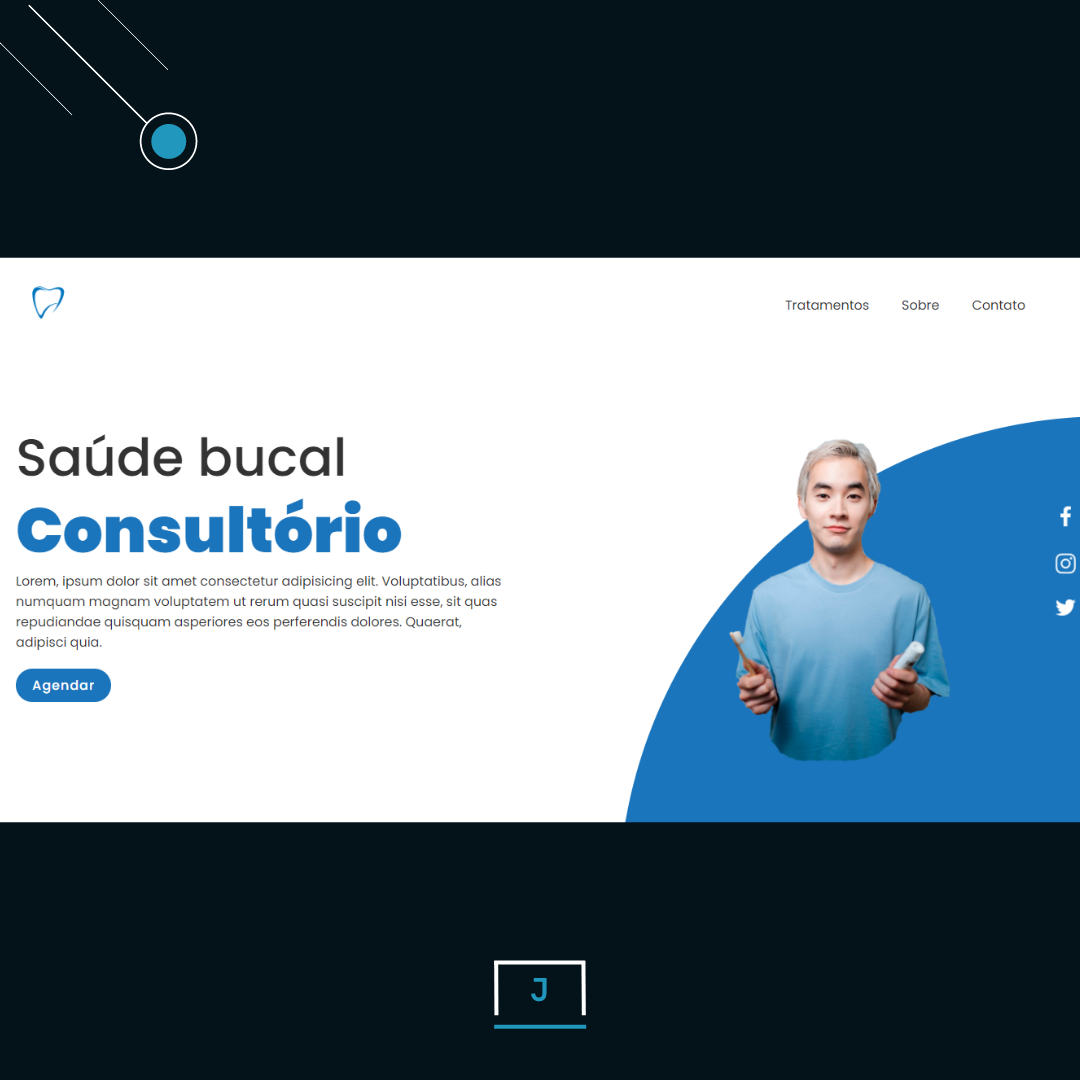 Tratamentos Sobre Contato
Saúde bucal
Consultório
Lorem, ipsum dolor sit amet consectetur adipisicing elit. Voluptatibus, alias
numquam magnam voluptatem ut rerum quasi suscipit nisi esse, sit quas
repudiandae quisquam asperiores eos perferendis dolores. Quaerat,
adipisci quia.
Agendar
J